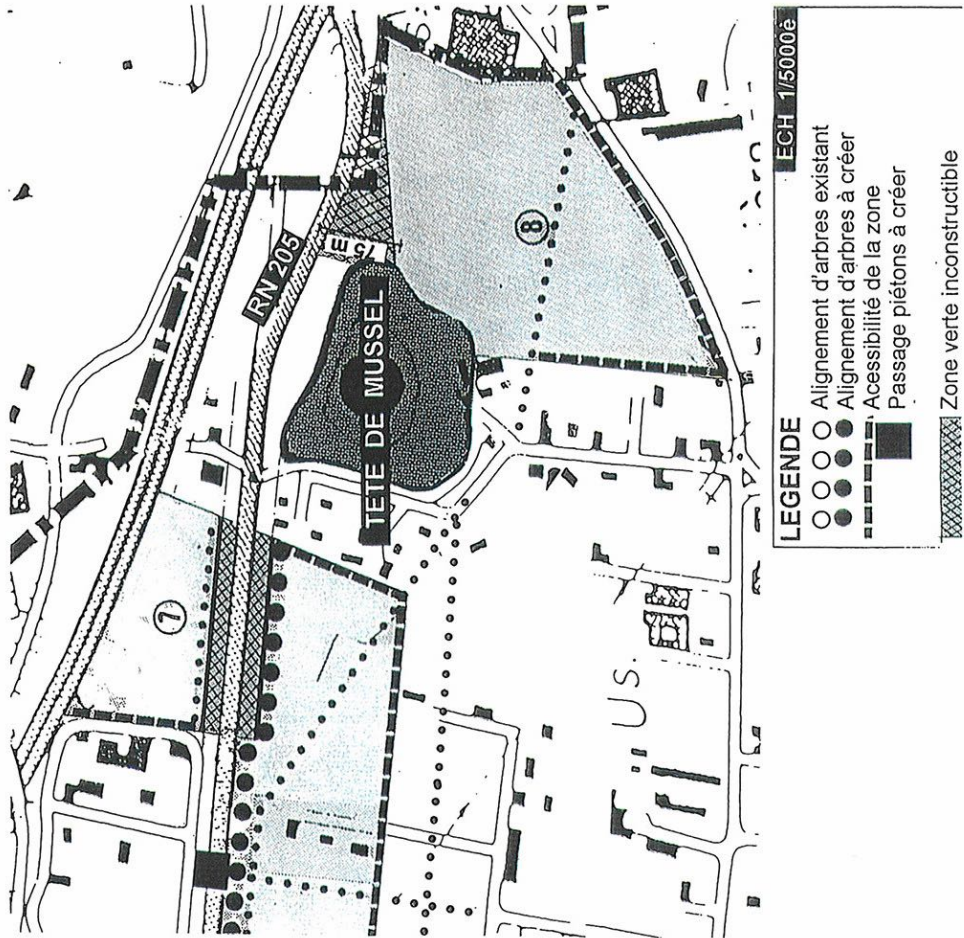 RN 205
75 m
TETE DE MUSSEL
7
8
US.
ECH 1/5000è
LEGENDE
Alignement d'arbres existant
Alignement d'arbres à créer
Acessibilité de la zone
Passage piétons à créer
Zone verte inconstructible